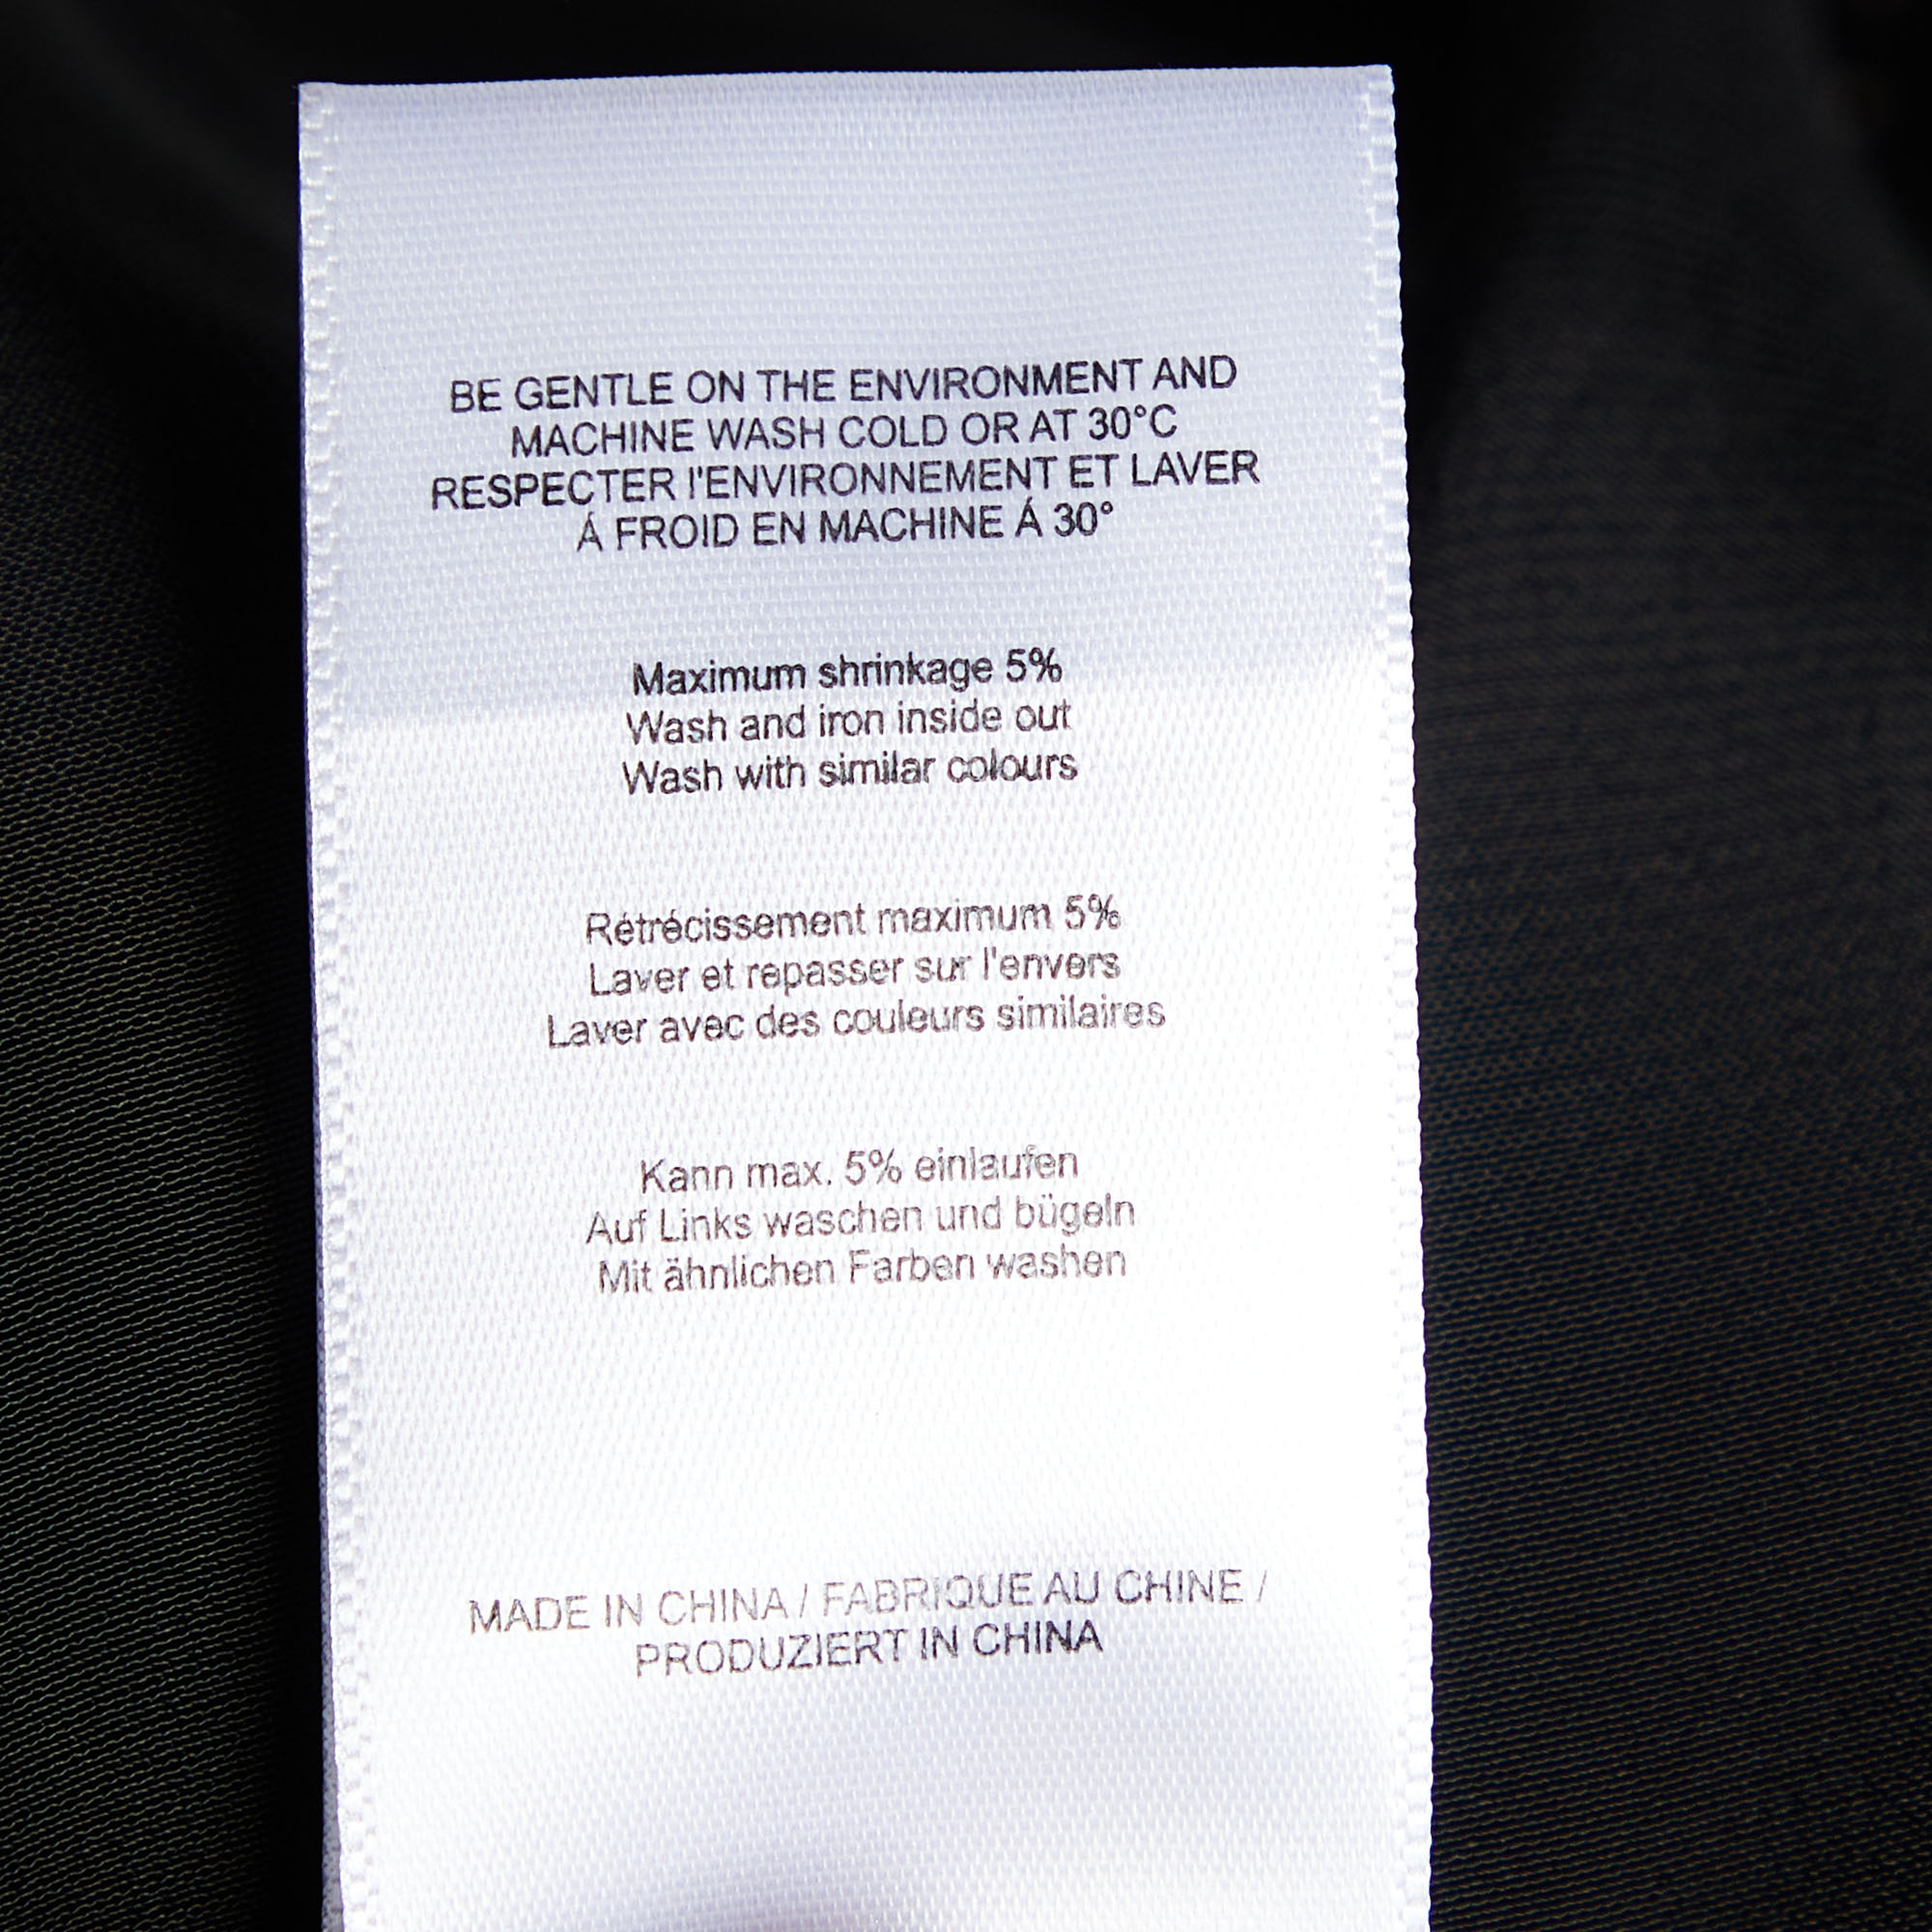 BE GENTLE ON THE ENVIRONMENT AND
MACHINE WASH COLD OR AT 30°C
RESPECTER l'ENVIRONNEMENT ET LAVER
Á FROID EN MACHINE Á 30°
Maximum shrinkage 5%
Wash and iron inside out
Wash with similar colours
Rétrécissement maximum 5%
Laver et repasser sur l'envers
Laver avec des couleurs similaires
Kann max. 5% einlaufen
Auf Links waschen und bügeln
Mit ähnlichen Farben washen
MADE IN CHINA / FABRIQUE AU CHINE /
PRODUZIERT IN CHINA